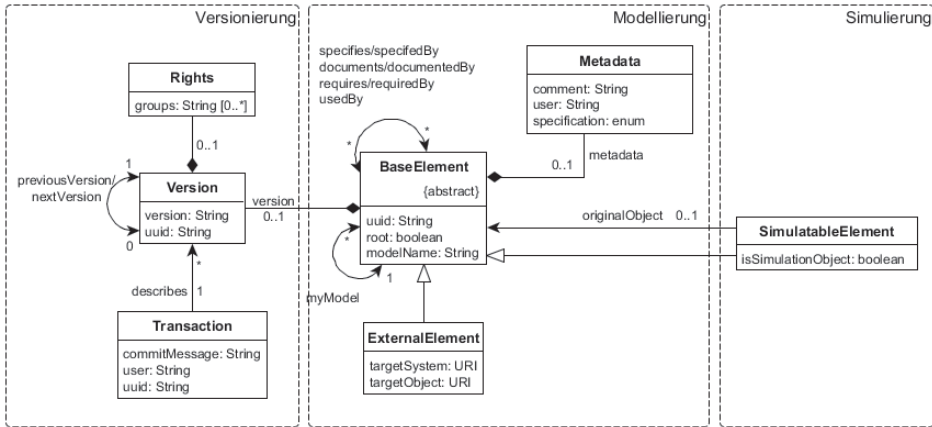 Versionierung
Rights
groups: String [0..*]
0..1
1
previousVersion/
nextVersion
0
Version
version: String
uuid: String
version
0..1
*
describes
1
Transaction
commitMessage: String
user: String
uuid: String
Modellierung
specifies/specifedBy
documents/documentedBy
requires/requiredBy
usedBy
*
*
Metadata
comment: String
user: String
specification: enum
0..1
metadata
BaseElement
{abstract}
uuid: String
root: boolean
modelName: String
*
1
myModel
originalObject
0..1
ExternalElement
targetSystem: URI
targetObject: URI
Simulierung
SimulatableElement
isSimulationObject: boolean